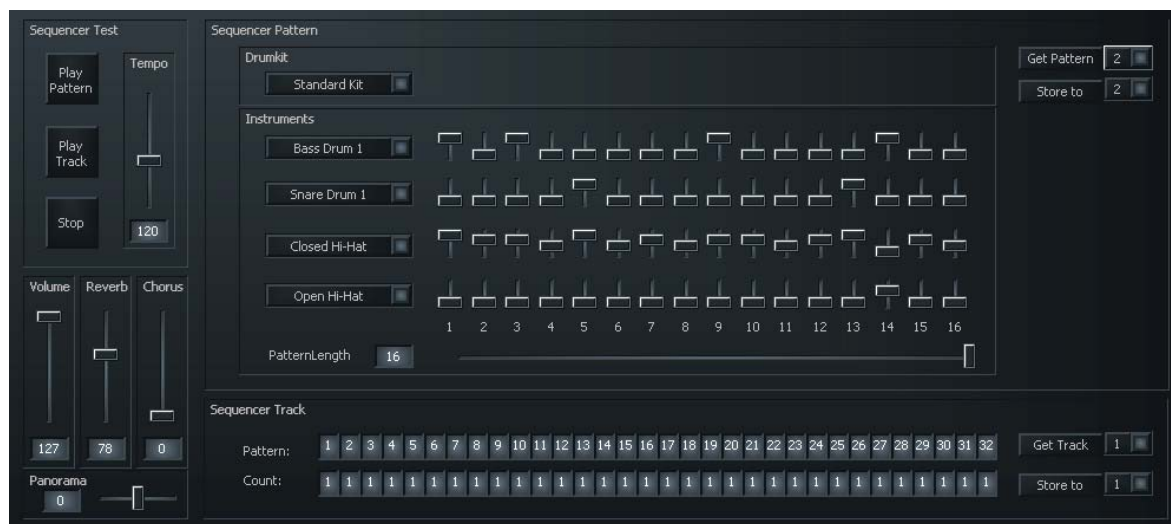 Sequencer Test
Play
Pattern
Play
Track
Stop
Tempo
120
Volume Reverb Chorus
127 78 0
Panorama
0
Sequencer Pattern
Drumkit
Standard Kit
Instruments
Bass Drum 1
Snare Drum 1
Closed Hi-Hat
Open Hi-Hat
1 2 3 4 5 6 7 8 9 10 11 12 13 14 15 16
PatternLength 16
Get Pattern 2
Store to 2
Sequencer Track
Pattern: 1 2 3 4 5 6 7 8 9 10 11 12 13 14 15 16 17 18 19 20 21 22 23 24 25 26 27 28 29 30 31 32
Count: 1 1 1 1 1 1 1 1 1 1 1 1 1 1 1 1 1 1 1 1 1 1 1 1 1 1 1 1 1 1 1 1
Get Track 1
Store to 1